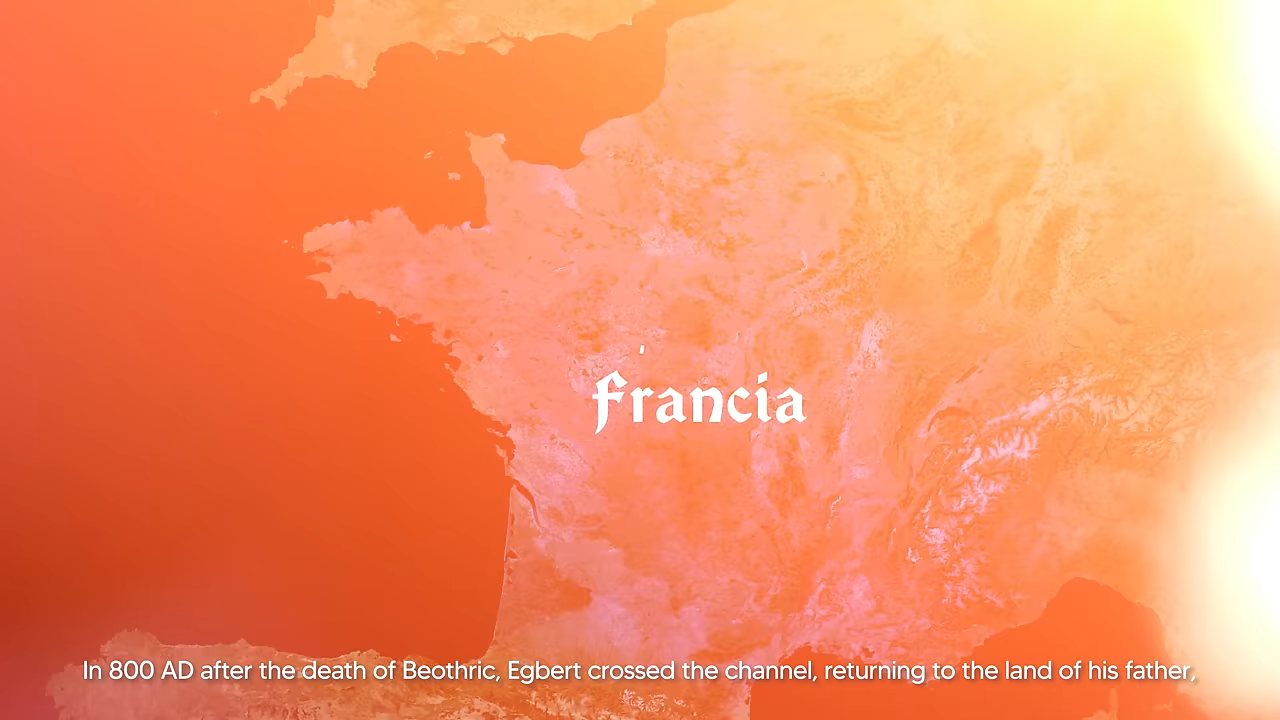 Francia
In 800 AD after the death of Beothric, Egbert crossed the channel, returning to the land of his father,